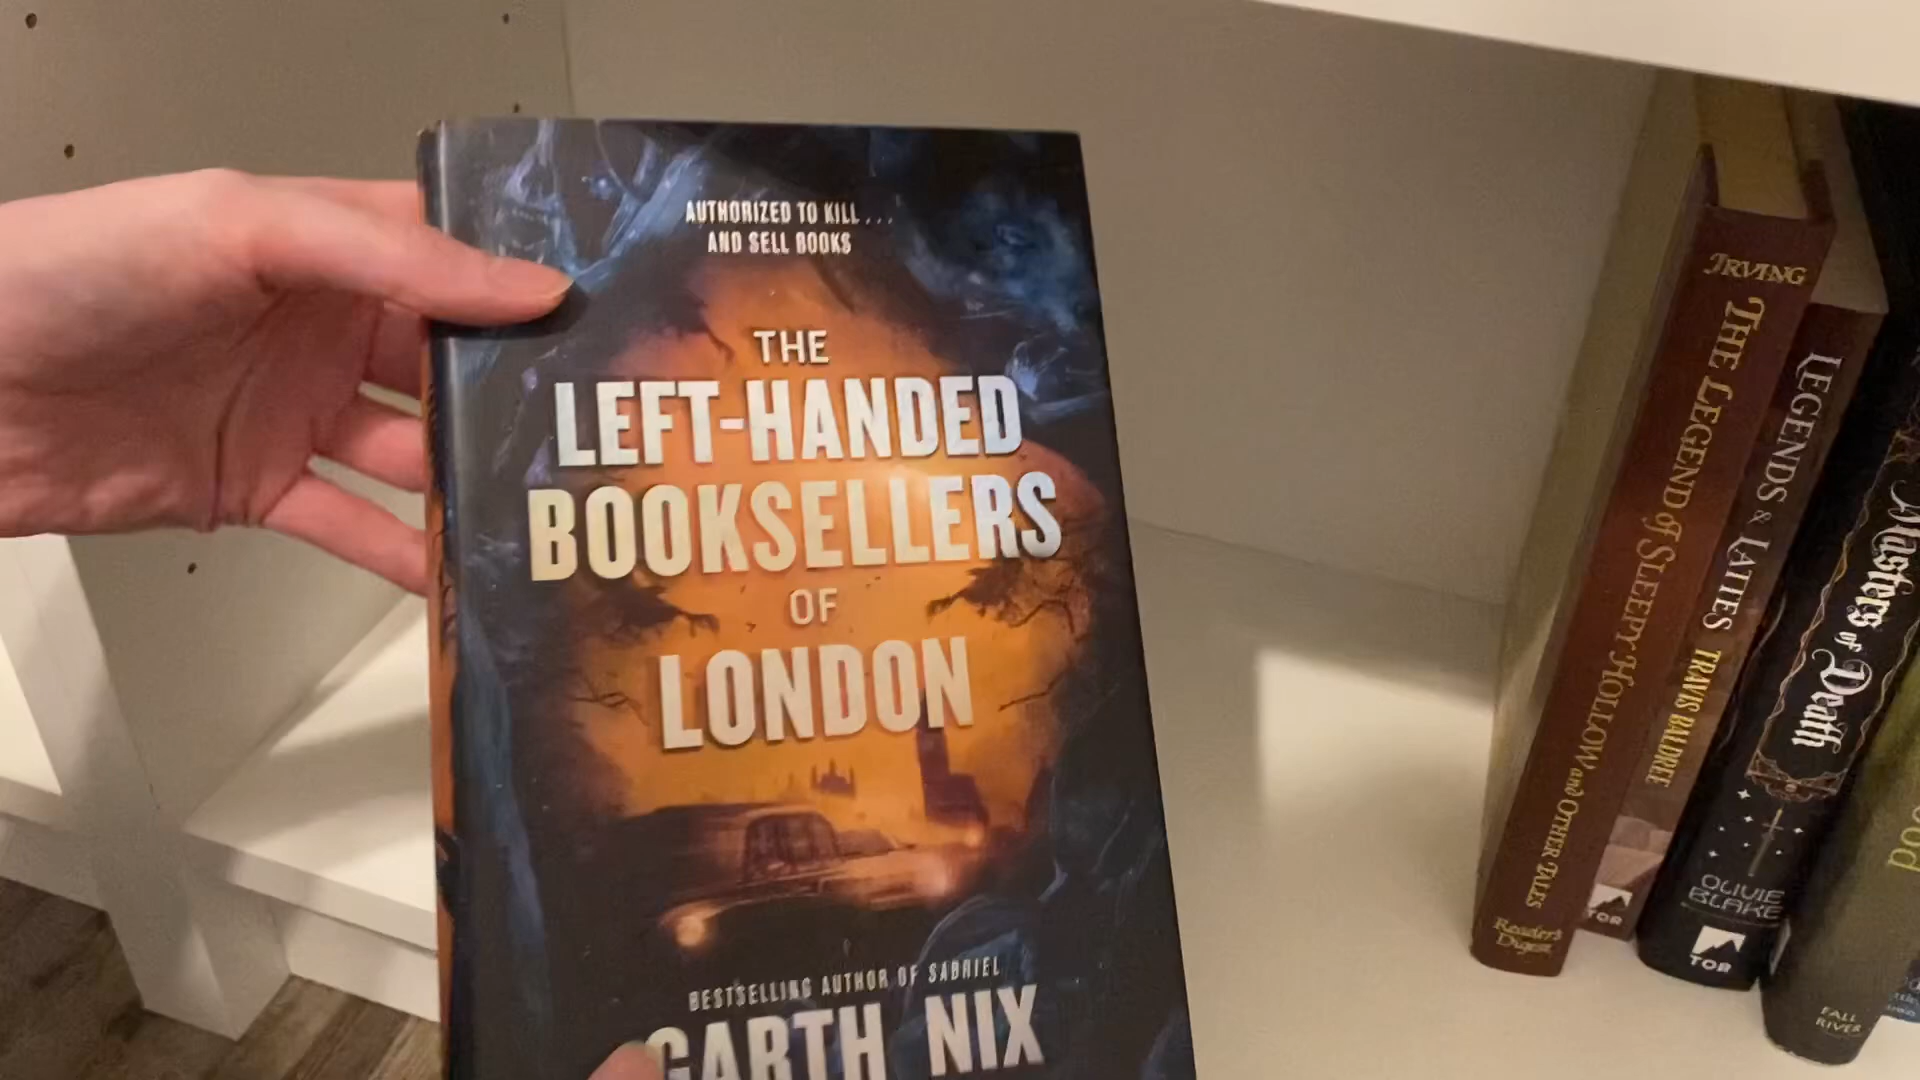 AUTHORIZED TO KILL...
AND SELL BOOKS
THE
LEFT-HANDED
BOOKSELLERS
OF
LONDON
BESTSELLING AUTHOR OF SABRIEL
GARTH NIX
IRVING
THE LEGEND of SLEEPY HOLLOW and OTHER TALES
Reader's
Digest
LEGENDS & LATTES TRAVIS BALDREE
TOR
Masters of Death
OLIVIE
BLAKE
TOR
FALL
RIVER